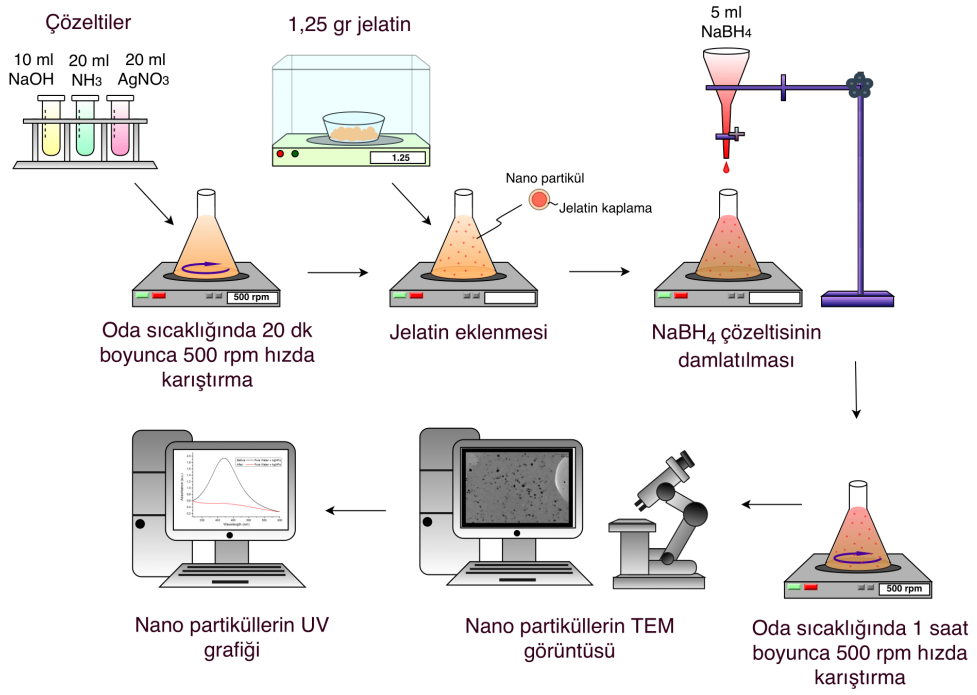 Çözeltiler
10 ml
NaOH
20 ml
NH3
20 ml
AgNO3
1,25 gr jelatin
1.25
5 ml
NaBH4
Nano partikül
Jelatin kaplama
500 rpm
Oda sıcaklığında 20 dk
boyunca 500 rpm hızda
karıştırma
Jelatin eklenmesi
NaBH4 çözeltisinin
damlatılması
500 rpm
Oda sıcaklığında 1 saat
boyunca 500 rpm hızda
karıştırma
Nano partiküllerin TEM
görüntüsü
Nano partiküllerin UV
grafiği